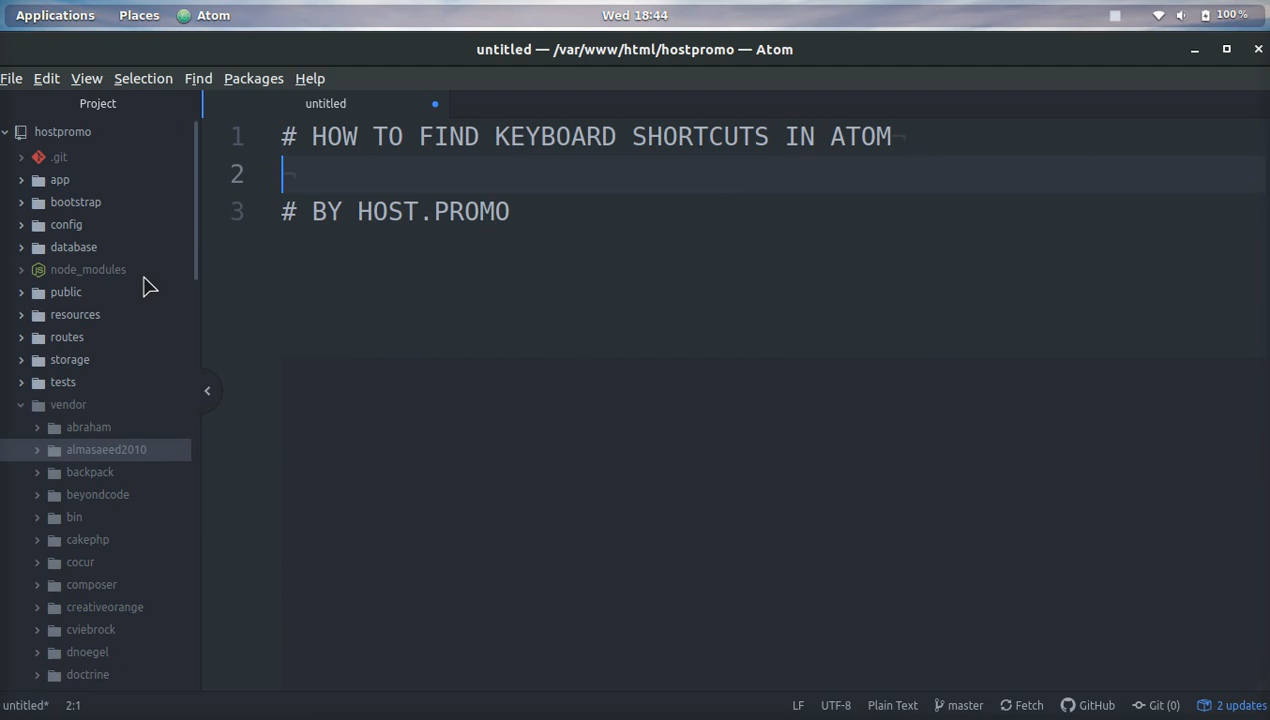 Applications Places Atom Wed 18:44 100 %
untitled — /var/www/html/hostpromo — Atom
File Edit View Selection Find Packages Help
Project
untitled
hostpromo
.git
app
bootstrap
config
database
node_modules
public
resources
routes
storage
tests
vendor
abraham
almasaeed2010
backpack
beyondcode
bin
cakephp
cocur
composer
creativeorange
cviebrock
dnoegel
doctrine
1 # HOW TO FIND KEYBOARD SHORTCUTS IN ATOM¬
2 ¬
3 # BY HOST.PROMO
untitled* 2:1 LF UTF-8 Plain Text master Fetch GitHub Git (0) 2 updates